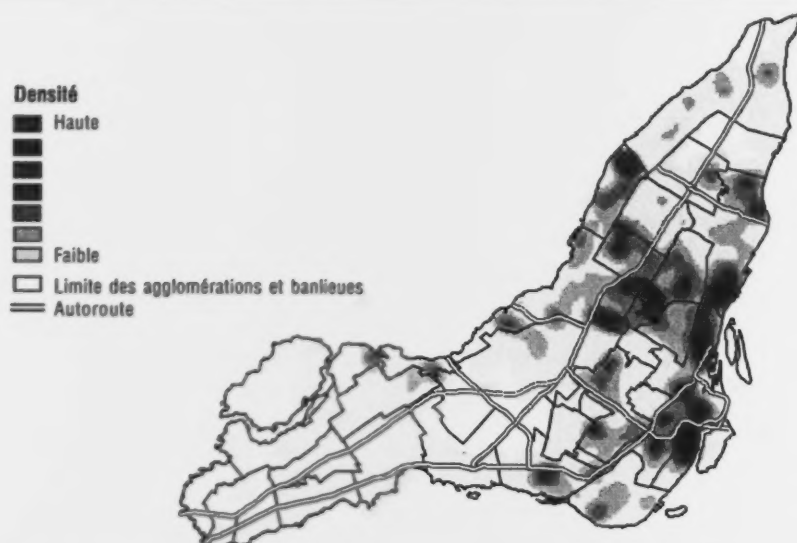 Densité
Haute
Faible
Limite des agglomérations et banlieues
Autoroute